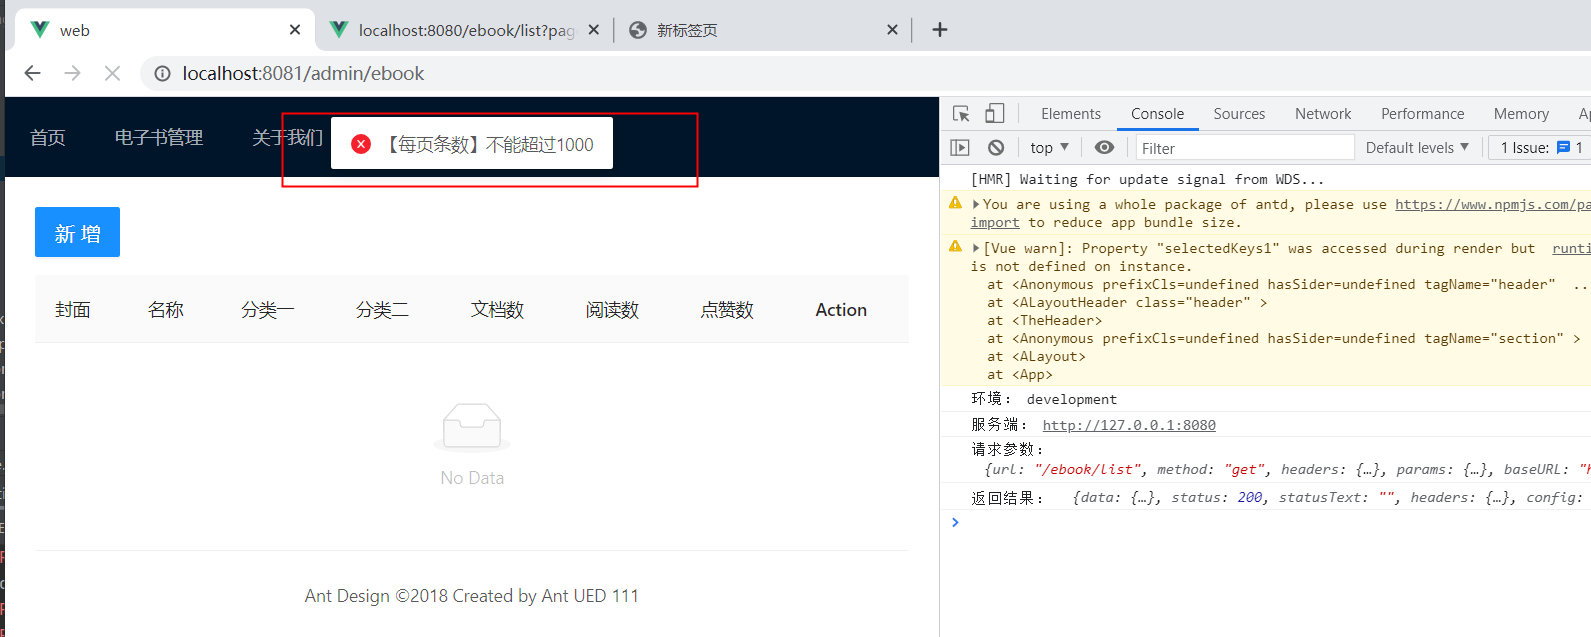 web
localhost:8080/ebook/list?pag
新标签页
localhost:8081/admin/ebook
首页
电子书管理
关于我们
【每页条数】不能超过1000
新 增
封面
名称
分类一
分类二
文档数
阅读数
点赞数
Action
No Data
Ant Design ©2018 Created by Ant UED 111
Elements
Console
Sources
Network
Performance
Memory
top
Filter
Default levels
1 Issue:
1
[HMR] Waiting for update signal from WDS...
You are using a whole package of antd, please use https://www.npmjs.com/pa
import to reduce app bundle size.
[Vue warn]: Property "selectedKeys1" was accessed during render but runti
is not defined on instance.
at <Anonymous prefixCls=undefined hasSider=undefined tagName="header" ...
at <ALayoutHeader class="header" >
at <TheHeader>
at <Anonymous prefixCls=undefined hasSider=undefined tagName="section" >
at <ALayout>
at <App>
环境： development
服务端： http://127.0.0.1:8080
请求参数：
{url: "/ebook/list", method: "get", headers: {…}, params: {…}, baseURL: "h
返回结果： {data: {…}, status: 200, statusText: "", headers: {…}, config: